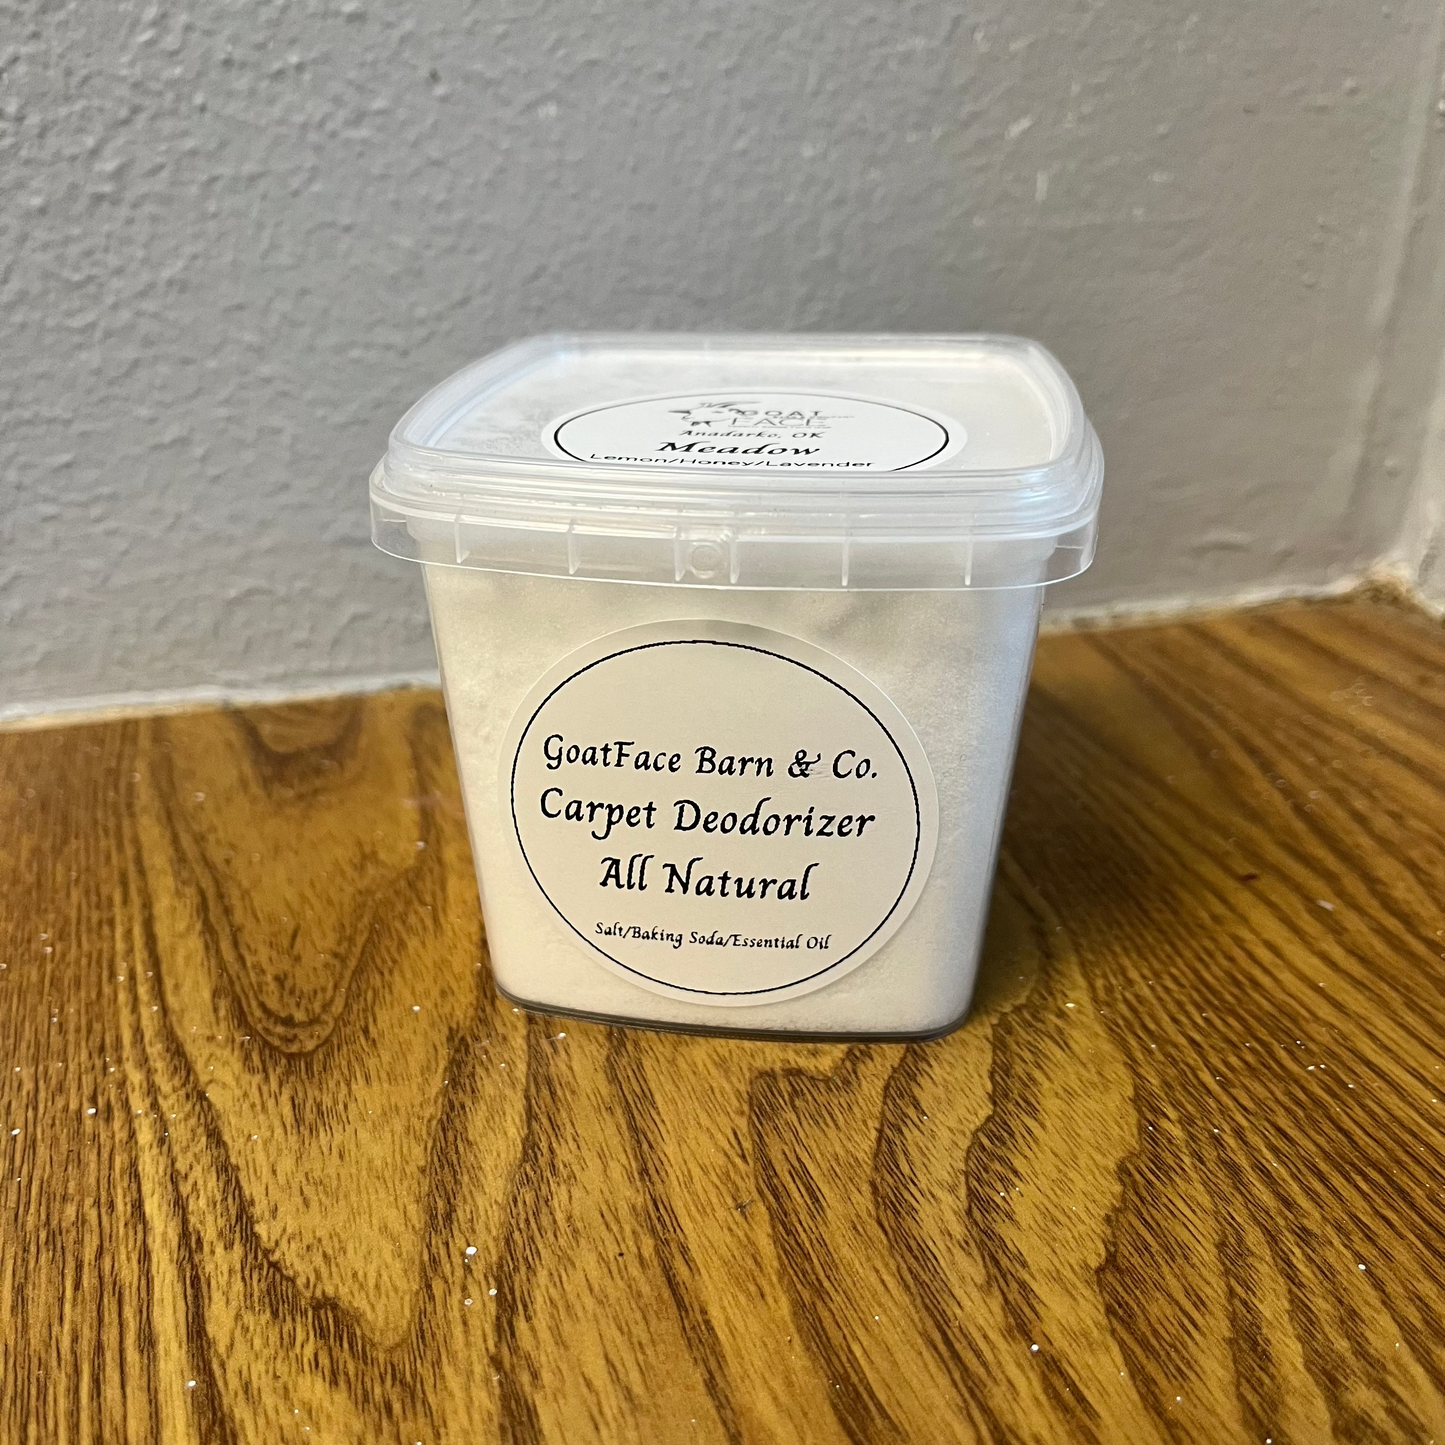 GOAT
FACE
Anadarko, OK
Meadow
Lemon/Honey/Lavender
GoatFace Barn & Co.
Carpet Deodorizer
All Natural
Salt/Baking Soda/Essential Oil